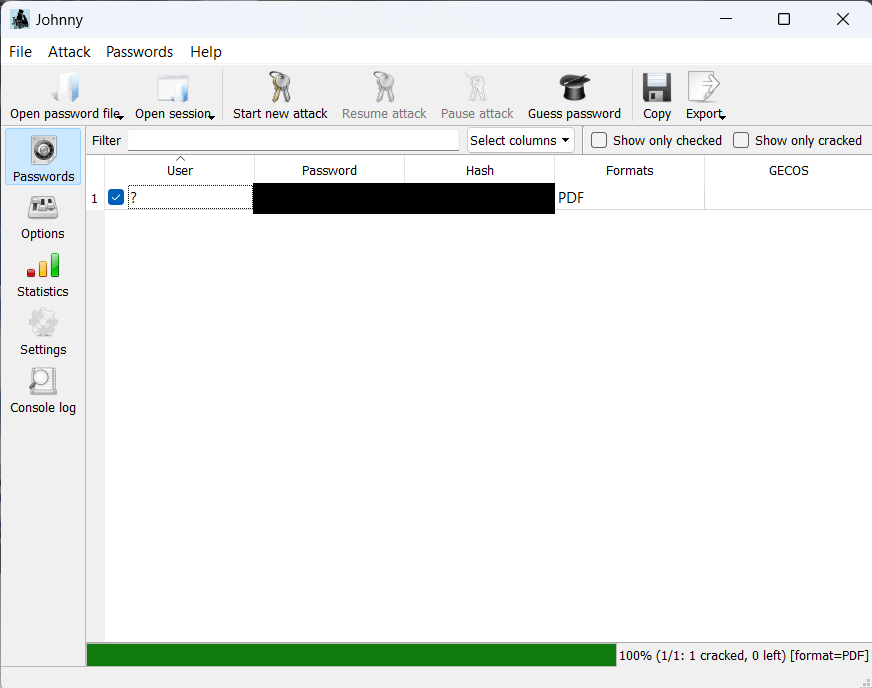 Johnny
File Attack Passwords Help
Open password file Open session Start new attack Resume attack Pause attack Guess password Copy Export
Passwords
Filter Select columns Show only checked Show only cracked
User Password Hash Formats GECOS
1 ? PDF
Options
Statistics
Settings
Console log
100% (1/1: 1 cracked, 0 left) [format=PDF]